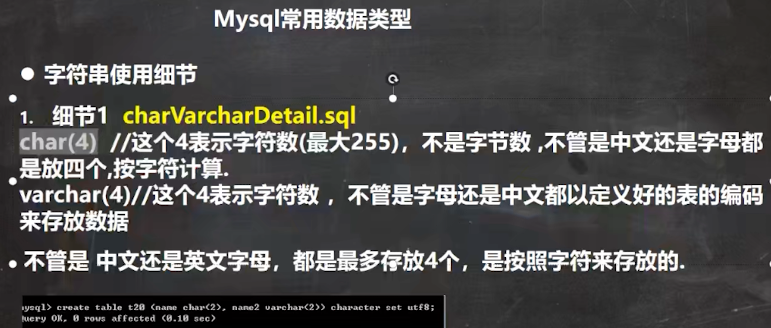 Mysql常用数据类型
● 字符串使用细节
1. 细节1 charVarcharDetail.sql
char(4) //这个4表示字符数(最大255)，不是字节数 ,不管是中文还是字母都
是放四个,按字符计算.
varchar(4)//这个4表示字符数 ，不管是字母还是中文都以定义好的表的编码
来存放数据
不管是 中文还是英文字母，都是最多存放4个，是按照字符来存放的.
mysql> create table t20 (name char(2), name2 varchar(2)) character set utf8;
Query OK, 0 rows affected (0.10 sec)